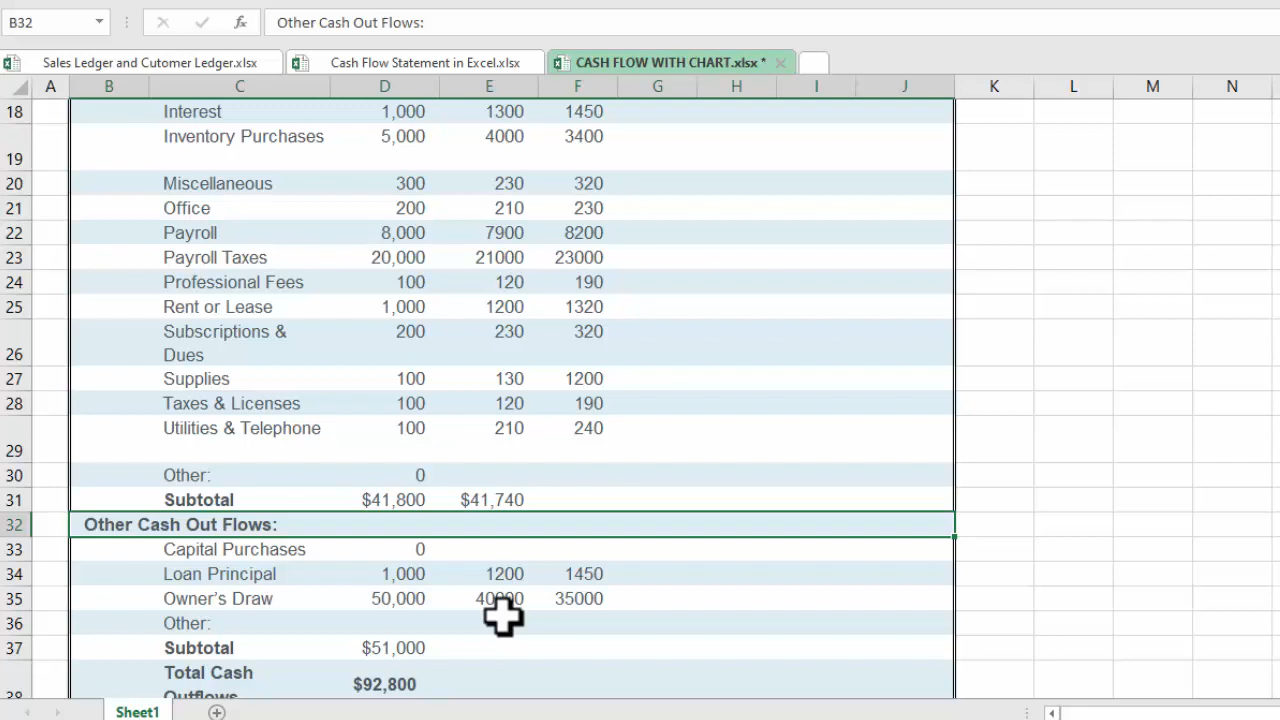 B32 fx Other Cash Out Flows:
Sales Ledger and Cutomer Ledger.xlsx Cash Flow Statement in Excel.xlsx CASH FLOW WITH CHART.xlsx *
A B C D E F G H I J K L M N
18 Interest 1,000 1300 1450
19 Inventory Purchases 5,000 4000 3400
20 Miscellaneous 300 230 320
21 Office 200 210 230
22 Payroll 8,000 7900 8200
23 Payroll Taxes 20,000 21000 23000
24 Professional Fees 100 120 190
25 Rent or Lease 1,000 1200 1320
Subscriptions & 200 230 320
26 Dues
27 Supplies 100 130 1200
28 Taxes & Licenses 100 120 190
29 Utilities & Telephone 100 210 240
30 Other: 0
31 Subtotal $41,800 $41,740
32 Other Cash Out Flows:
33 Capital Purchases 0
34 Loan Principal 1,000 1200 1450
35 Owner's Draw 50,000 35000
36 Other:
37 Subtotal $51,000
Total Cash $92,800
38 Outflows
Sheet1